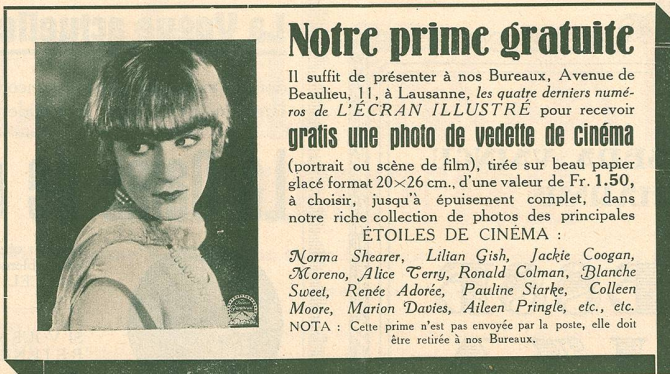 Notre prime gratuite
Il suffit de présenter à nos Bureaux, Avenue de
Beaulieu, 11, à Lausanne, les quatre derniers numé-
ros de L'ÉCRAN ILLUSTRÉ pour recevoir
gratis une photo de vedette de cinéma
(portrait ou scène de film), tirée sur beau papier
glacé format 20×26 cm., d'une valeur de Fr. 1.50,
à choisir, jusqu'à épuisement complet, dans
notre riche collection de photos des principales
ÉTOILES DE CINÉMA :
Norma Shearer, Lilian Gish, Jackie Coogan,
Moreno, Alice Terry, Ronald Colman, Blanche
Sweet, Renée Adorée, Pauline Starke, Colleen
Moore, Marion Davies, Aileen Pringle, etc., etc.
NOTA : Cette prime n'est pas envoyée par la poste, elle doit
être retirée à nos Bureaux.